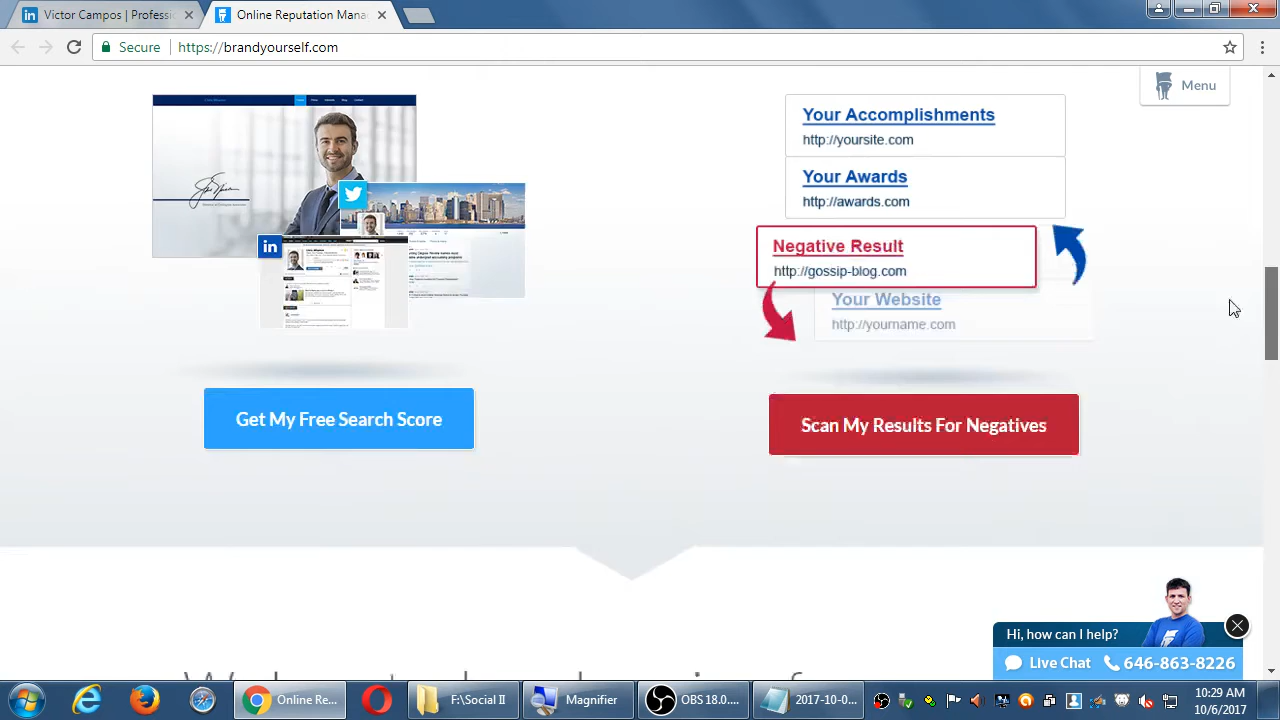 Victor Campos | Professi
Online Reputation Mana
Secure
https://brandyourself.com
Menu
Your Accomplishments
http://yoursite.com
Your Awards
http://awards.com
Negative Result
http://gossip-blog.com
Your Website
http://yourname.com
in
Get My Free Search Score
Scan My Results For Negatives
Hi, how can I help?
Live Chat
646-863-8226
Online Re...
F:\Social II
Magnifier
OBS 18.0....
2017-10-0...
10:29 AM
10/6/2017